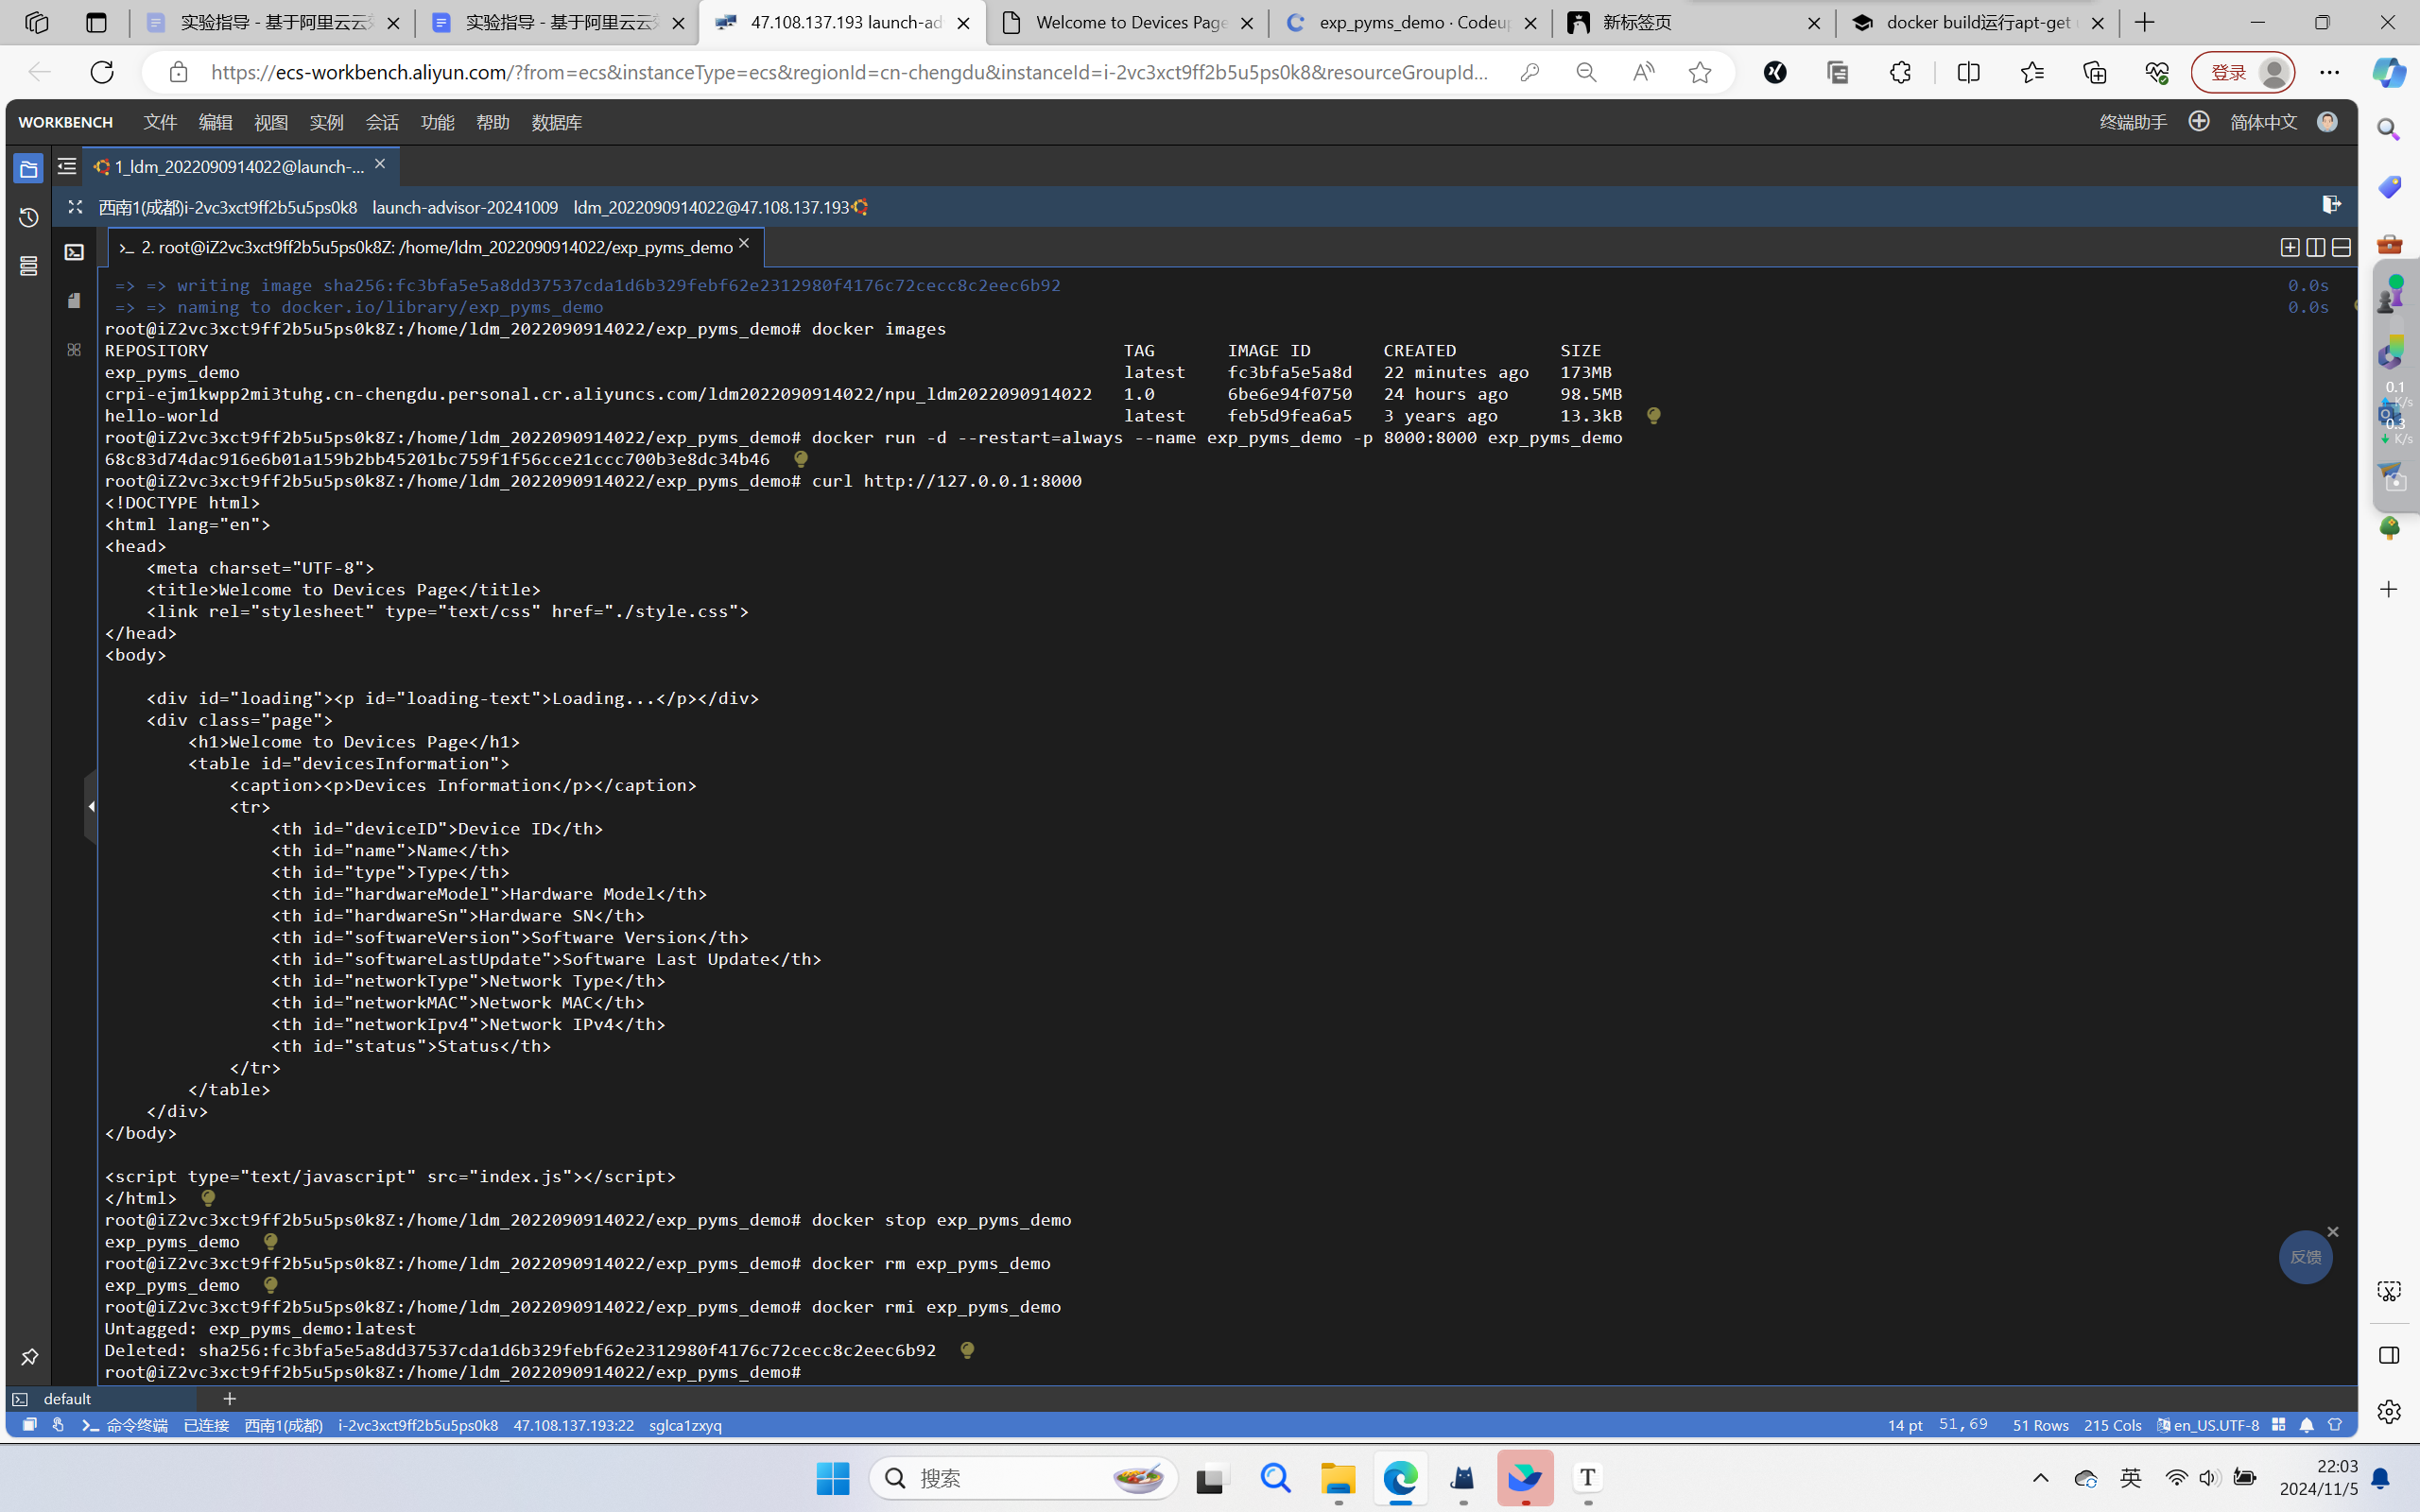 实验指导 - 基于阿里云云
实验指导 - 基于阿里云云
47.108.137.193 launch-ad
Welcome to Devices Page
exp_pyms_demo · Codeup
新标签页
docker build运行apt-get
https://ecs-workbench.aliyun.com/?from=ecs&instanceType=ecs&regionId=cn-chengdu&instanceId=i-2vc3xct9ff2b5u5ps0k8&resourceGroupId...
登录
WORKBENCH 文件 编辑 视图 实例 会话 功能 帮助 数据库 终端助手 简体中文
1_ldm_2022090914022@launch-...
西南1(成都)i-2vc3xct9ff2b5u5ps0k8 launch-advisor-20241009 ldm_2022090914022@47.108.137.193
2. root@iZ2vc3xct9ff2b5u5ps0k8Z: /home/ldm_2022090914022/exp_pyms_demo
=> => writing image sha256:fc3bfa5e5a8dd37537cda1d6b329febf62e2312980f4176c72cecc8c2eec6b92 0.0s
=> => naming to docker.io/library/exp_pyms_demo 0.0s
root@iZ2vc3xct9ff2b5u5ps0k8Z:/home/ldm_2022090914022/exp_pyms_demo# docker images
REPOSITORY TAG IMAGE ID CREATED SIZE
exp_pyms_demo latest fc3bfa5e5a8d 22 minutes ago 173MB
crpi-ejm1kwpp2mi3tuhg.cn-chengdu.personal.cr.aliyuncs.com/ldm2022090914022/npu_ldm2022090914022 1.0 6be6e94f0750 24 hours ago 98.5MB
hello-world latest feb5d9fea6a5 3 years ago 13.3kB
root@iZ2vc3xct9ff2b5u5ps0k8Z:/home/ldm_2022090914022/exp_pyms_demo# docker run -d --restart=always --name exp_pyms_demo -p 8000:8000 exp_pyms_demo
68c83d74dac916e6b01a159b2bb45201bc759f1f56cce21ccc700b3e8dc34b46
root@iZ2vc3xct9ff2b5u5ps0k8Z:/home/ldm_2022090914022/exp_pyms_demo# curl http://127.0.0.1:8000
<!DOCTYPE html>
<html lang="en">
<head>
    <meta charset="UTF-8">
    <title>Welcome to Devices Page</title>
    <link rel="stylesheet" type="text/css" href="./style.css">
</head>
<body>
    <div id="loading"><p id="loading-text">Loading...</p></div>
    <div class="page">
        <h1>Welcome to Devices Page</h1>
        <table id="devicesInformation">
            <caption><p>Devices Information</p></caption>
            <tr>
                <th id="deviceID">Device ID</th>
                <th id="name">Name</th>
                <th id="type">Type</th>
                <th id="hardwareModel">Hardware Model</th>
                <th id="hardwareSn">Hardware SN</th>
                <th id="softwareVersion">Software Version</th>
                <th id="softwareLastUpdate">Software Last Update</th>
                <th id="networkType">Network Type</th>
                <th id="networkMAC">Network MAC</th>
                <th id="networkIpv4">Network IPv4</th>
                <th id="status">Status</th>
            </tr>
        </table>
    </div>
</body>
<script type="text/javascript" src="index.js"></script>
</html>
root@iZ2vc3xct9ff2b5u5ps0k8Z:/home/ldm_2022090914022/exp_pyms_demo# docker stop exp_pyms_demo
exp_pyms_demo
root@iZ2vc3xct9ff2b5u5ps0k8Z:/home/ldm_2022090914022/exp_pyms_demo# docker rm exp_pyms_demo
exp_pyms_demo
root@iZ2vc3xct9ff2b5u5ps0k8Z:/home/ldm_2022090914022/exp_pyms_demo# docker rmi exp_pyms_demo
Untagged: exp_pyms_demo:latest
Deleted: sha256:fc3bfa5e5a8dd37537cda1d6b329febf62e2312980f4176c72cecc8c2eec6b92
root@iZ2vc3xct9ff2b5u5ps0k8Z:/home/ldm_2022090914022/exp_pyms_demo#
反馈
0.1
K/s
0.3
K/s
default
命令终端 已连接 西南1(成都) i-2vc3xct9ff2b5u5ps0k8 47.108.137.193:22 sglca1zxyq 14 pt 51,69 51 Rows 215 Cols en_US.UTF-8
搜索
T
英
22:03
2024/11/5